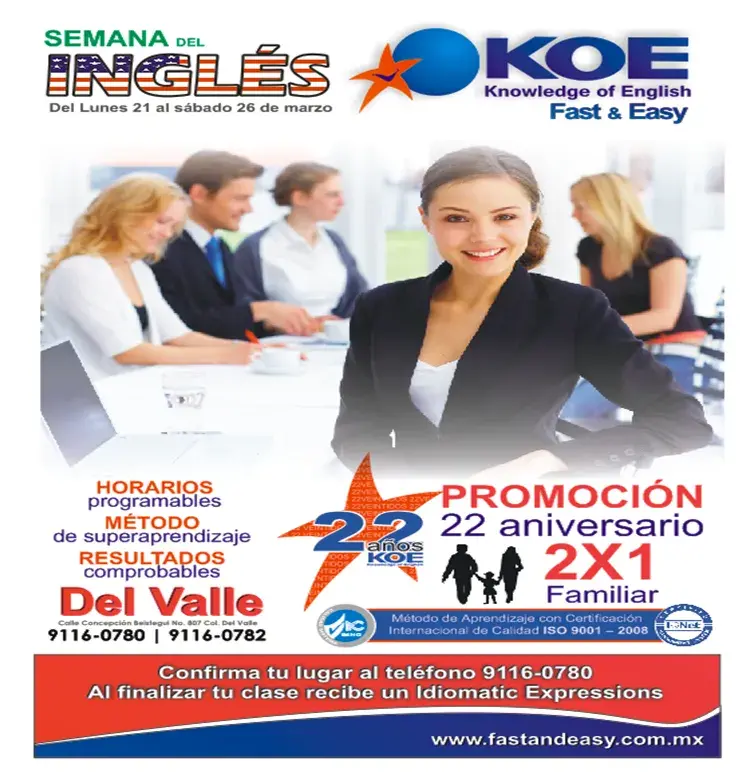 SEMANA DEL
INGLÉS
Del Lunes 21 al sábado 26 de marzo
KOE
Knowledge of English
Fast & Easy
HORARIOS
programables
MÉTODO
de superaprendizaje
RESULTADOS
comprobables
Del Valle
Calle Concepción Beistegui No. 807 Col. Del Valle
9116-0780 | 9116-0782
22
años
KOE
Knowledge of English
PROMOCIÓN
22 aniversario
2X1
Familiar
Método de Aprendizaje con Certificación
Internacional de Calidad ISO 9001 – 2008
Confirma tu lugar al teléfono 9116-0780
Al finalizar tu clase recibe un Idiomatic Expressions
www.fastandeasy.com.mx